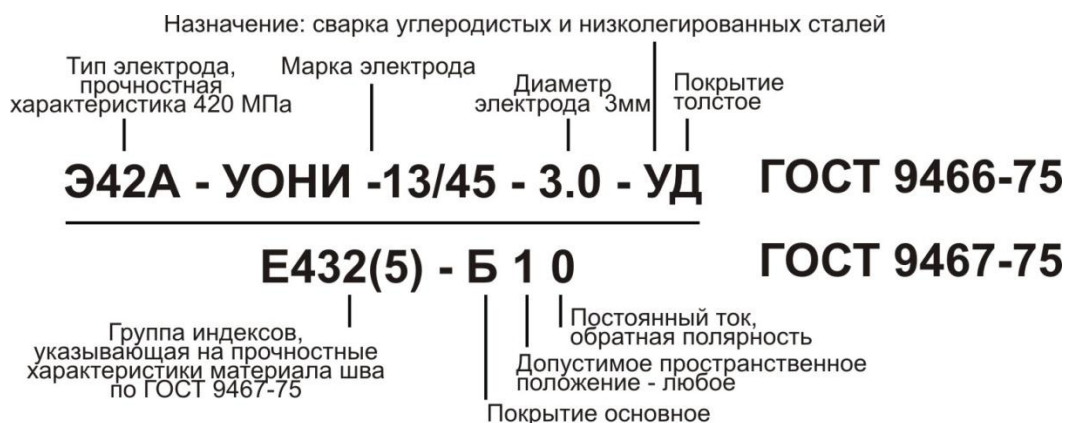 Назначение: сварка углеродистых и низколегированных сталей
Тип электрода,
прочностная
характеристика 420 МПа
Марка электрода
Диаметр
электрода 3мм
Покрытие
толстое
Э42А - УОНИ -13/45 - 3.0 - УД
ГОСТ 9466-75
Е432(5) - Б 1 0
ГОСТ 9467-75
Группа индексов,
указывающая на прочностные
характеристики материала шва
по ГОСТ 9467-75
Постоянный ток,
обратная полярность
Допустимое пространственное
положение - любое
Покрытие основное